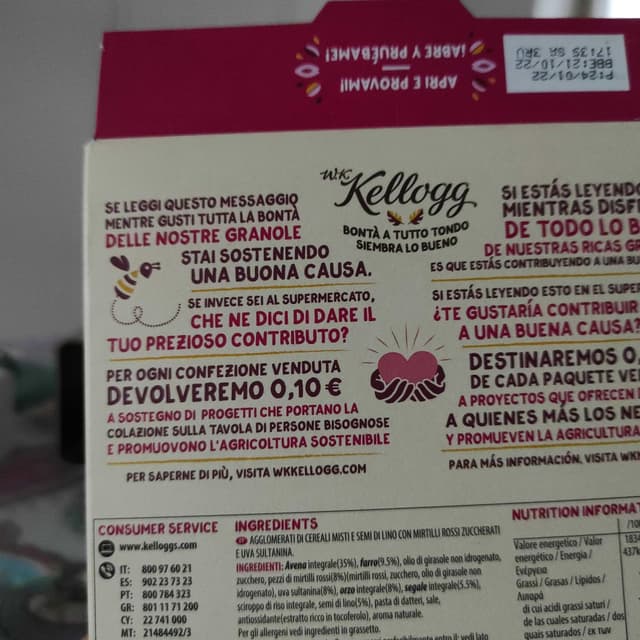 ¡ABRE Y PRUÉBAME!
APRI E PROVAMI!
P:24/01/22
BBE:21/10/22
17:35 SA 3RU
WK Kellogg
BONTÀ A TUTTO TONDO
SIEMBRA LO BUENO
SE LEGGI QUESTO MESSAGGIO
MENTRE GUSTI TUTTA LA BONTÀ
DELLE NOSTRE GRANOLE
STAI SOSTENENDO
UNA BUONA CAUSA.
SE INVECE SEI AL SUPERMERCATO,
CHE NE DICI DI DARE IL
TUO PREZIOSO CONTRIBUTO?
PER OGNI CONFEZIONE VENDUTA
DEVOLVEREMO 0,10 €
A SOSTEGNO DI PROGETTI CHE PORTANO LA
COLAZIONE SULLA TAVOLA DI PERSONE BISOGNOSE
E PROMUOVONO L'AGRICOLTURA SOSTENIBILE
PER SAPERNE DI PIÙ, VISITA WKKELLOGG.COM
SI ESTÁS LEYENDO
MIENTRAS
DE TODO LO
DE NUESTRAS RICAS
ES QUE ESTÁS CONTRIBUYENDO A UNA
SI ESTÁS LEYENDO ESTO EN EL
¿TE GUSTARÍA CONTRIBUIR
A UNA BUENA CAUSA
DESTINAREMOS
DE CADA PAQUETE
A PROYECTOS QUE OFRECEN
A QUIENES MÁS LO
Y PROMUEVEN LA
PARA MÁS INFORMACIÓN, VISITA
CONSUMER SERVICE
www.kelloggs.com
IT: 800 97 60 21
ES: 902 23 73 23
PT: 800 784 323
GR: 801 11 71 200
CY: 22 741 000
MT: 21484492/3
INGREDIENTS
IT AGGLOMERATI DI CEREALI MISTI E SEMI DI LINO CON MIRTILLI ROSSI ZUCCHERATI
E UVA SULTANINA.
INGREDIENTI: Avena integrale(35%), farro(9.5%), olio di girasole non idrogenato,
zucchero, pezzi di mirtilli rossi(8%)(mirtilli rossi, zucchero, olio di girasole non
idrogenato), uva sultanina(8%), orzo integrale(8%), segale integrale(5.5%),
sciroppo di riso integrale, semi di lino(5%), pasta di datteri, sale,
antiossidante(estratto ricco in tocoferolo), aroma naturale.
Per gli allergeni vedi ingredienti in grassetto.
NUTRITION
Valore energetico / Valor
energético / Energia /
Ενέργεια
Grassi / Grasas / Lípidos /
Λιπαρά
di cui acidi grassi saturi /
de las cuales saturadas / dos
quais saturados / εκ των